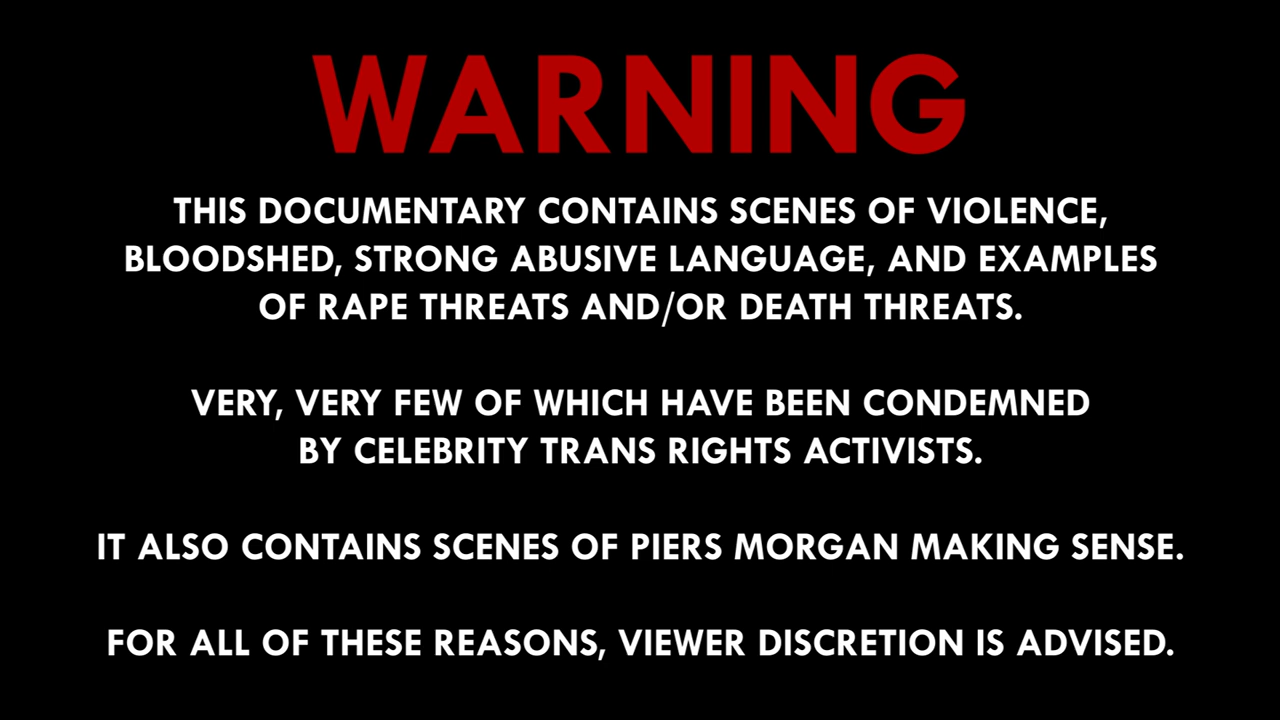 WARNING
THIS DOCUMENTARY CONTAINS SCENES OF VIOLENCE,
BLOODSHED, STRONG ABUSIVE LANGUAGE, AND EXAMPLES
OF RAPE THREATS AND/OR DEATH THREATS.
VERY, VERY FEW OF WHICH HAVE BEEN CONDEMNED
BY CELEBRITY TRANS RIGHTS ACTIVISTS.
IT ALSO CONTAINS SCENES OF PIERS MORGAN MAKING SENSE.
FOR ALL OF THESE REASONS, VIEWER DISCRETION IS ADVISED.